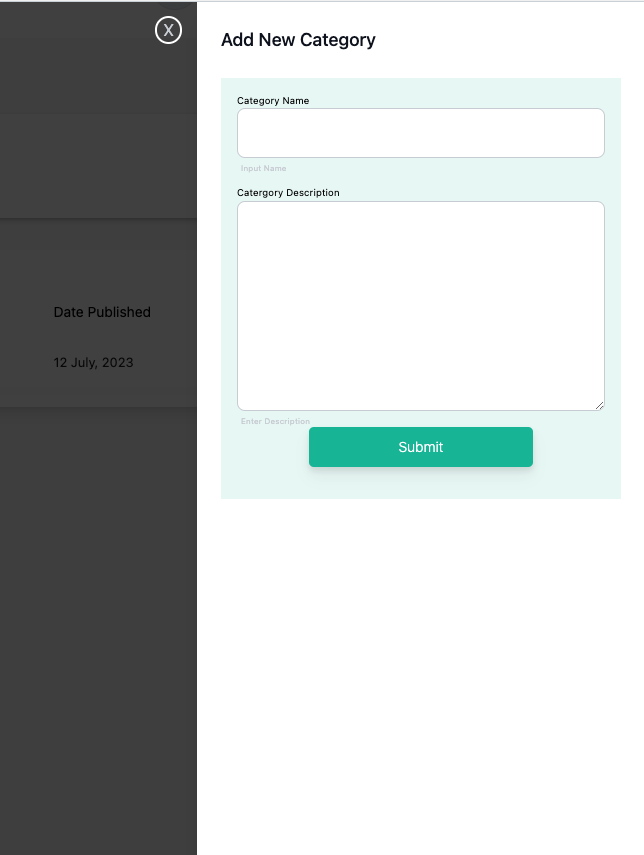 X
Add New Category
Category Name
Input Name
Catergory Description
Enter Description
Submit
Date Published
12 July, 2023